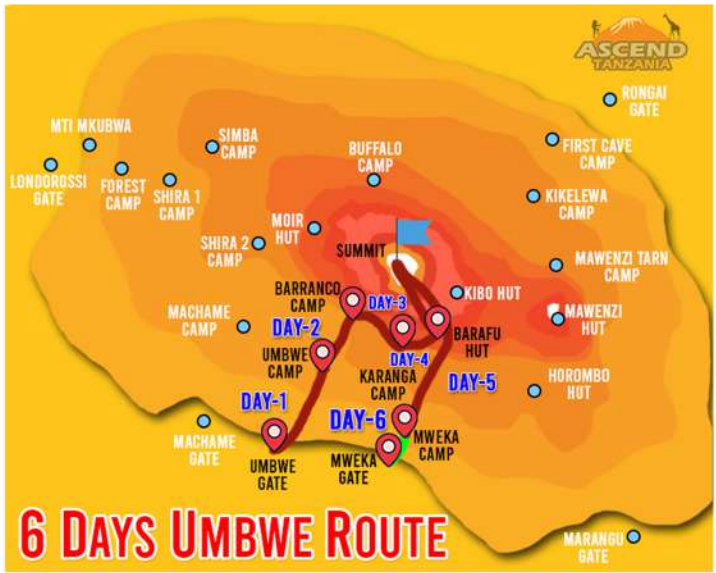 ASCEND
TANZANIA
RONGAI
GATE
MTI MKUBWA
SIMBA
CAMP
FIRST CAVE
CAMP
BUFFALO
CAMP
LONDOROSSI
GATE
FOREST
CAMP
SHIRA 1
CAMP
KIKELEWA
CAMP
MOIR
HUT
SHIRA 2
CAMP
SUMMIT
MAWENZI TARN
CAMP
BARRANCO
CAMP
DAY-3
KIBO HUT
MACHAME
CAMP
DAY-2
MAWENZI
HUT
BARAFU
HUT
UMBWE
CAMP
DAY-4
KARANGA
CAMP
DAY-5
HOROMBO
HUT
DAY-1
DAY-6
MACHAME
GATE
MWEKA
CAMP
UMBWE
GATE
MWEKA
GATE
6 DAYS UMBWE ROUTE
MARANGU
GATE